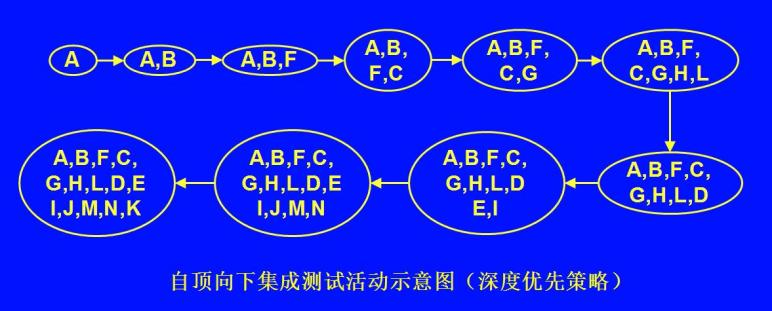 A
A,B
A,B,F
A,B,
F,C
A,B,F,
C,G
A,B,F,
C,G,H,L
A,B,F,C,
G,H,L,D
A,B,F,C,
G,H,L,D
E,I
A,B,F,C,
G,H,L,D,E
I,J,M,N
A,B,F,C,
G,H,L,D,E
I,J,M,N,K
自顶向下集成测试活动示意图（深度优先策略）